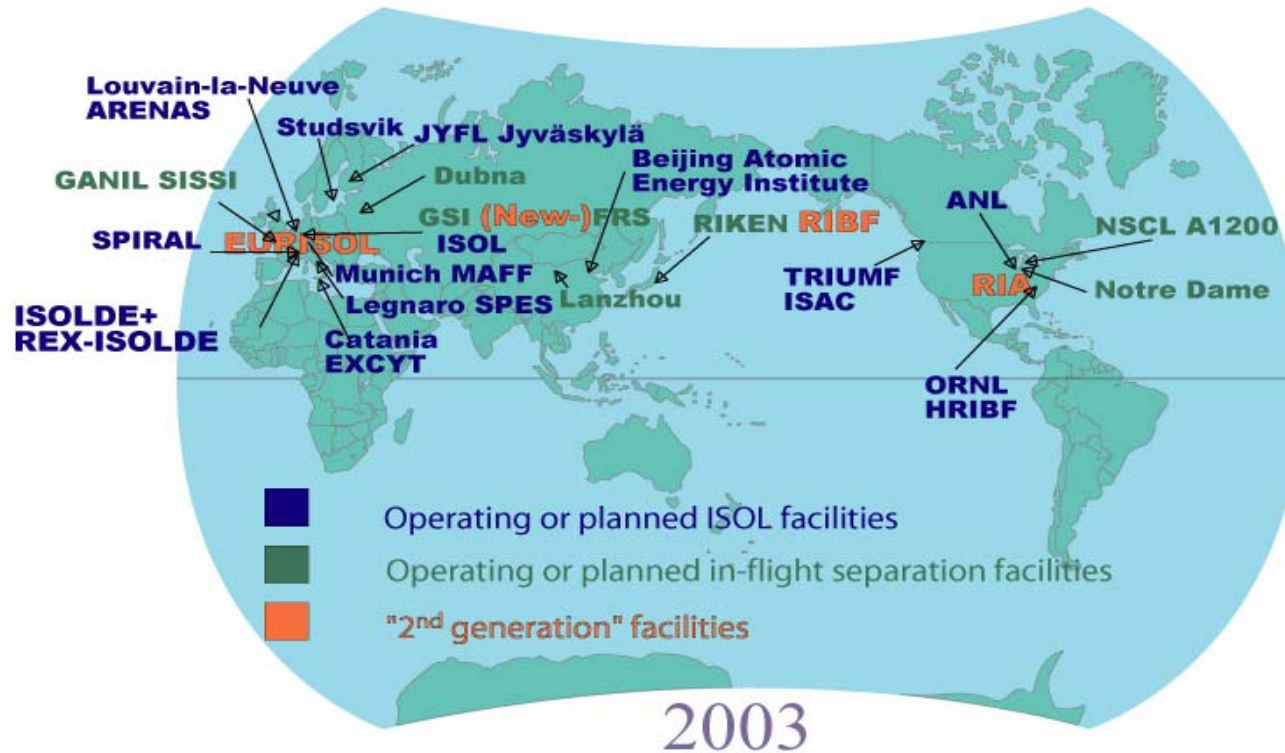 Louvain-la-Neuve
ARENAS
Studsvik
JYFL Jyväskylä
GANIL SISSI
Dubna
Beijing Atomic
Energy Institute
ANL
GSI (New-)FRS
RIKEN RIBF
NSCL A1200
SPIRAL
EURISOL
ISOL
Munich MAFF
TRIUMF
ISAC
RIA
Notre Dame
Legnaro SPES
Lanzhou
ISOLDE+
REX-ISOLDE
Catania
EXCYT
ORNL
HRIBF
Operating or planned ISOL facilities
Operating or planned in-flight separation facilities
"2nd generation" facilities
2003